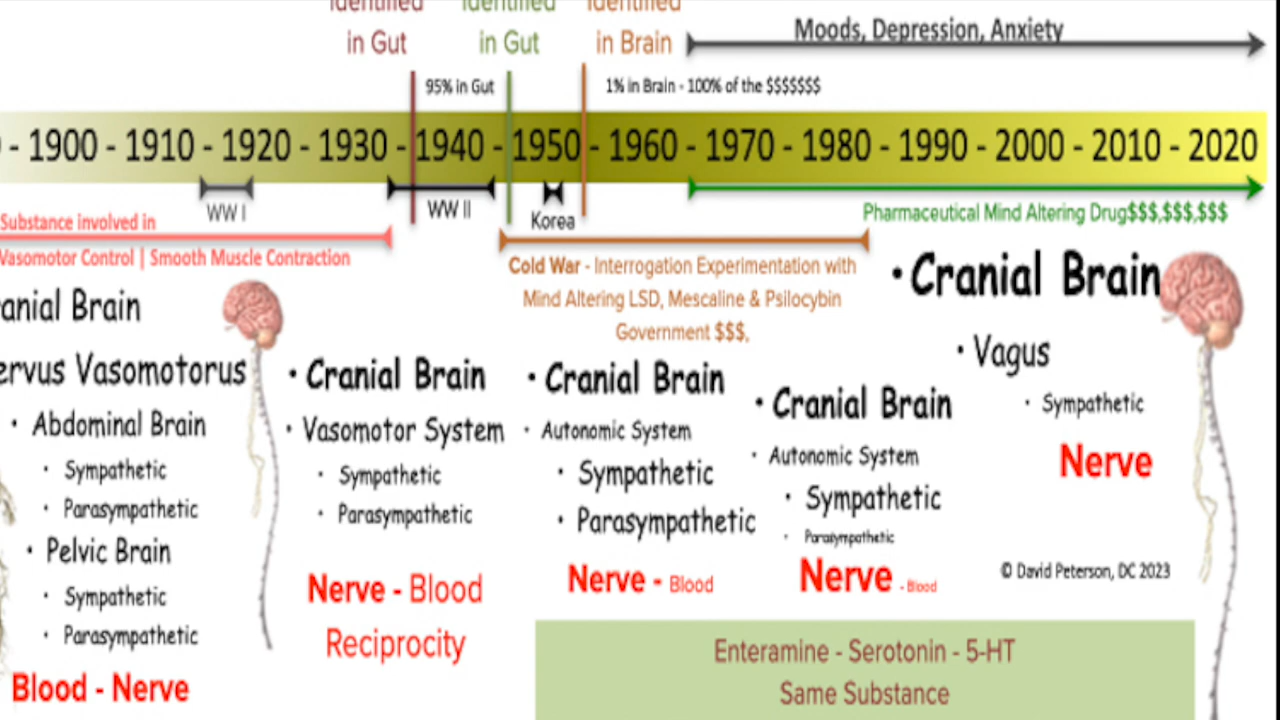 Identified
in Gut
Identified
in Gut
Identified
in Brain
Moods, Depression, Anxiety
95% in Gut
1% in Brain - 100% of the $$$$$$$
- 1900 - 1910 - 1920 - 1930 - 1940 - 1950 - 1960 - 1970 - 1980 - 1990 - 2000 - 2010 - 2020
WW I
WW II
Korea
Pharmaceutical Mind Altering Drug$$$,$$$,$$$
Substance involved in
Vasomotor Control | Smooth Muscle Contraction
Cold War - Interrogation Experimentation with
Mind Altering LSD, Mescaline & Psilocybin
Government $$$,
anial Brain
ervus Vasomotorus
• Abdominal Brain
• Sympathetic
• Parasympathetic
• Pelvic Brain
• Sympathetic
• Parasympathetic
Blood - Nerve
• Cranial Brain
• Vasomotor System
• Sympathetic
• Parasympathetic
Nerve - Blood
Reciprocity
• Cranial Brain
• Autonomic System
• Sympathetic
• Parasympathetic
Nerve - Blood
• Cranial Brain
• Autonomic System
• Sympathetic
• Parasympathetic
Nerve - Blood
• Cranial Brain
• Vagus
• Sympathetic
Nerve
© David Peterson, DC 2023
Enteramine - Serotonin - 5-HT
Same Substance